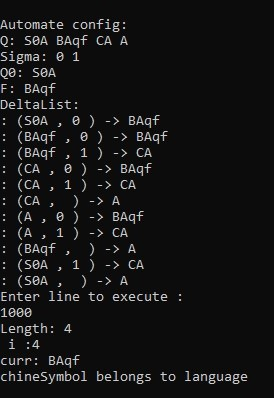 Automate config:
Q: S0A BAqf CA A
Sigma: 0 1
Q0: S0A
F: BAqf
DeltaList:
: (S0A , 0 ) -> BAqf
: (BAqf , 0 ) -> BAqf
: (BAqf , 1 ) -> CA
: (CA , 0 ) -> BAqf
: (CA , 1 ) -> CA
: (CA ,  ) -> A
: (A , 0 ) -> BAqf
: (A , 1 ) -> CA
: (BAqf ,  ) -> A
: (S0A , 1 ) -> CA
: (S0A ,  ) -> A
Enter line to execute :
1000
Length: 4
 i :4
curr: BAqf
chineSymbol belongs to language